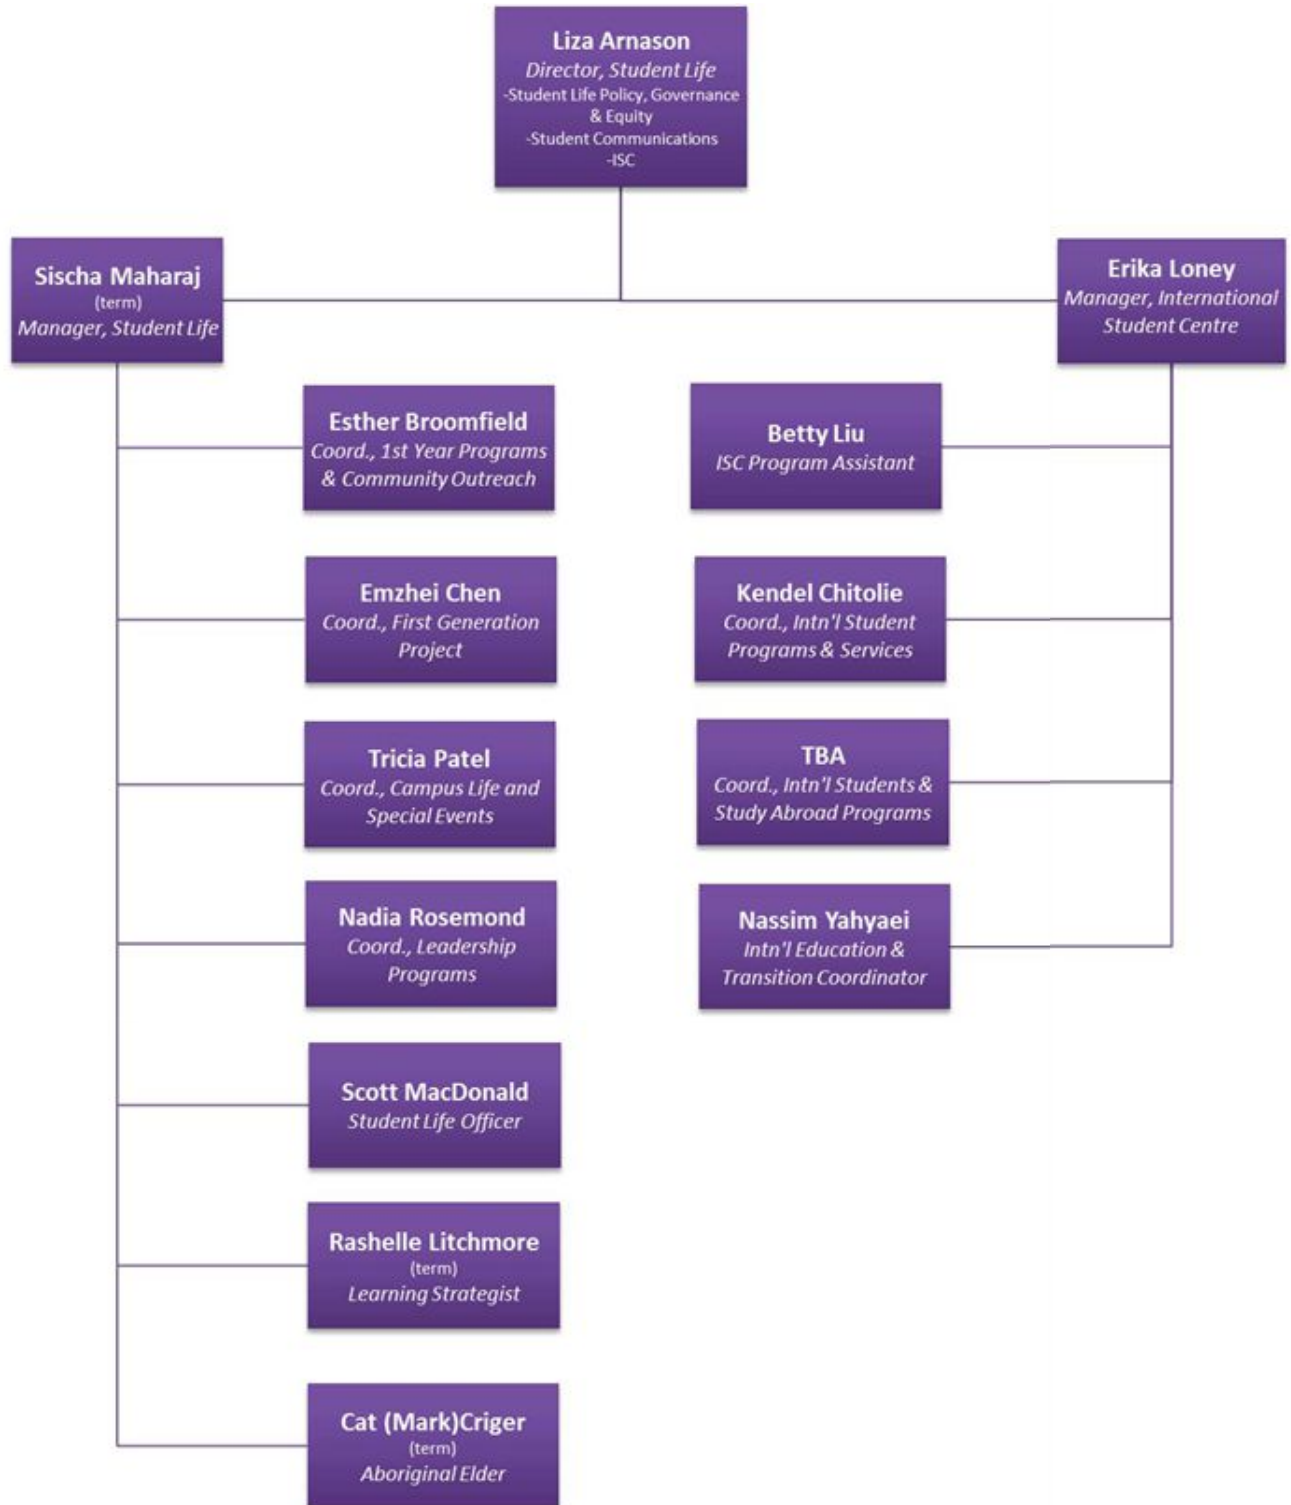 Liza Arnason
Director, Student Life
-Student Life Policy, Governance
& Equity
-Student Communications
-ISC
Sischa Maharaj
(term)
Manager, Student Life
Erika Loney
Manager, International
Student Centre
Esther Broomfield
Coord., 1st Year Programs
& Community Outreach
Betty Liu
ISC Program Assistant
Emzhei Chen
Coord., First Generation
Project
Kendel Chitolie
Coord., Intn'l Student
Programs & Services
Tricia Patel
Coord., Campus Life and
Special Events
TBA
Coord., Intn'l Students &
Study Abroad Programs
Nadia Rosemond
Coord., Leadership
Programs
Nassim Yahyaei
Intn'l Education &
Transition Coordinator
Scott MacDonald
Student Life Officer
Rashelle Litchmore
(term)
Learning Strategist
Cat (Mark)Criger
(term)
Aboriginal Elder